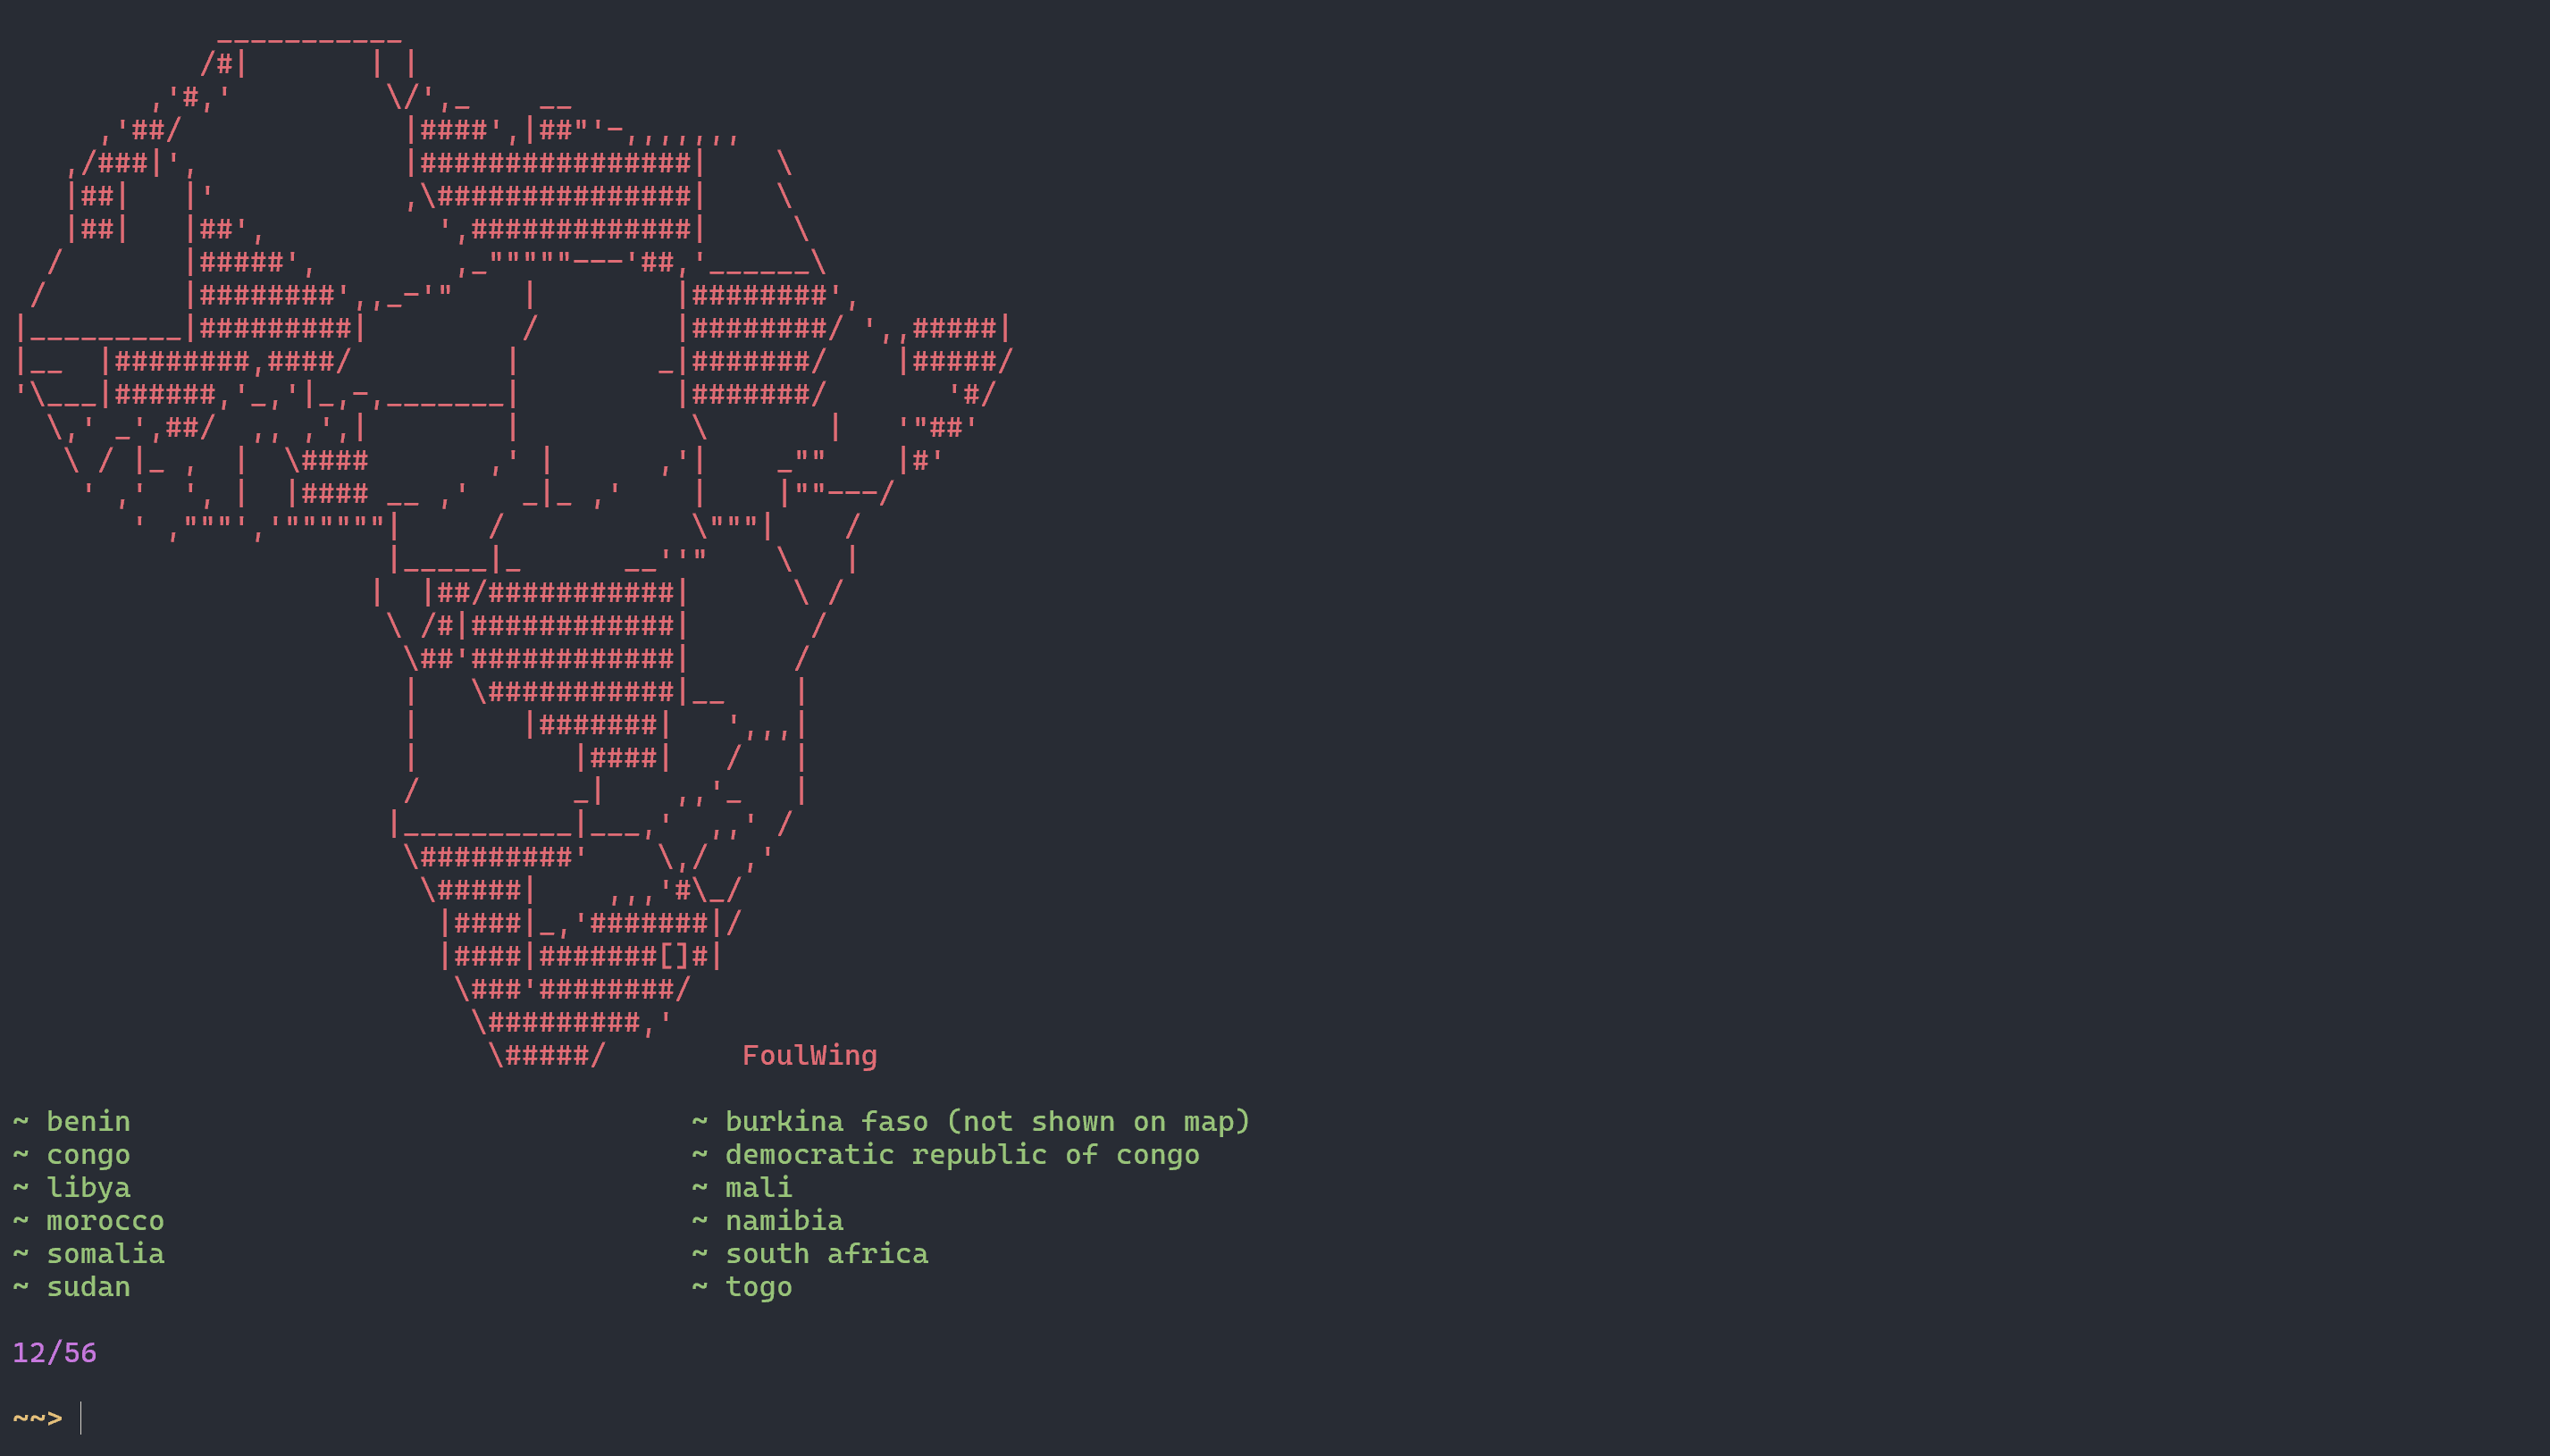 FoulWing
~ benin ~ burkina faso (not shown on map)
~ congo ~ democratic republic of congo
~ libya ~ mali
~ morocco ~ namibia
~ somalia ~ south africa
~ sudan ~ togo
12/56
~~>